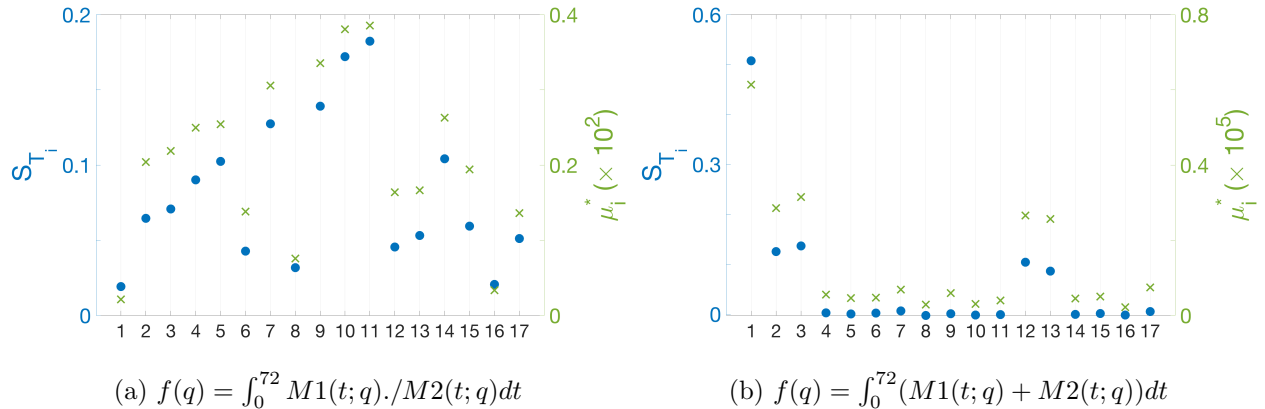 0.2
0.1
0
S_{T_i}
0.4
0.2
0
μ_i^* (× 10^2)
1 2 3 4 5 6 7 8 9 10 11 12 13 14 15 16 17
(a) f(q) = ∫_0^{72} M1(t; q)./M2(t; q)dt
0.6
0.3
0
S_{T_i}
0.8
0.4
0
μ_i^* (× 10^5)
1 2 3 4 5 6 7 8 9 10 11 12 13 14 15 16 17
(b) f(q) = ∫_0^{72}(M1(t; q) + M2(t; q))dt